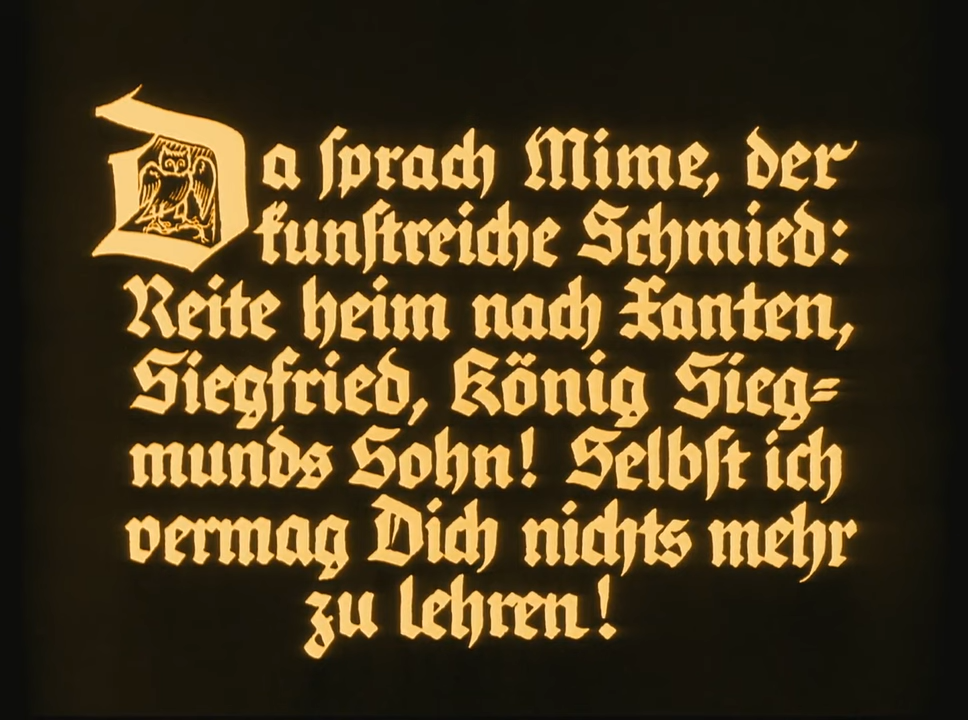 Da ſprach Mime, der
kunſtreiche Schmied:
Reite heim nach Xanten,
Siegfried, König Sieg=
munds Sohn! Selbſt ich
vermag Dich nichts mehr
zu lehren!